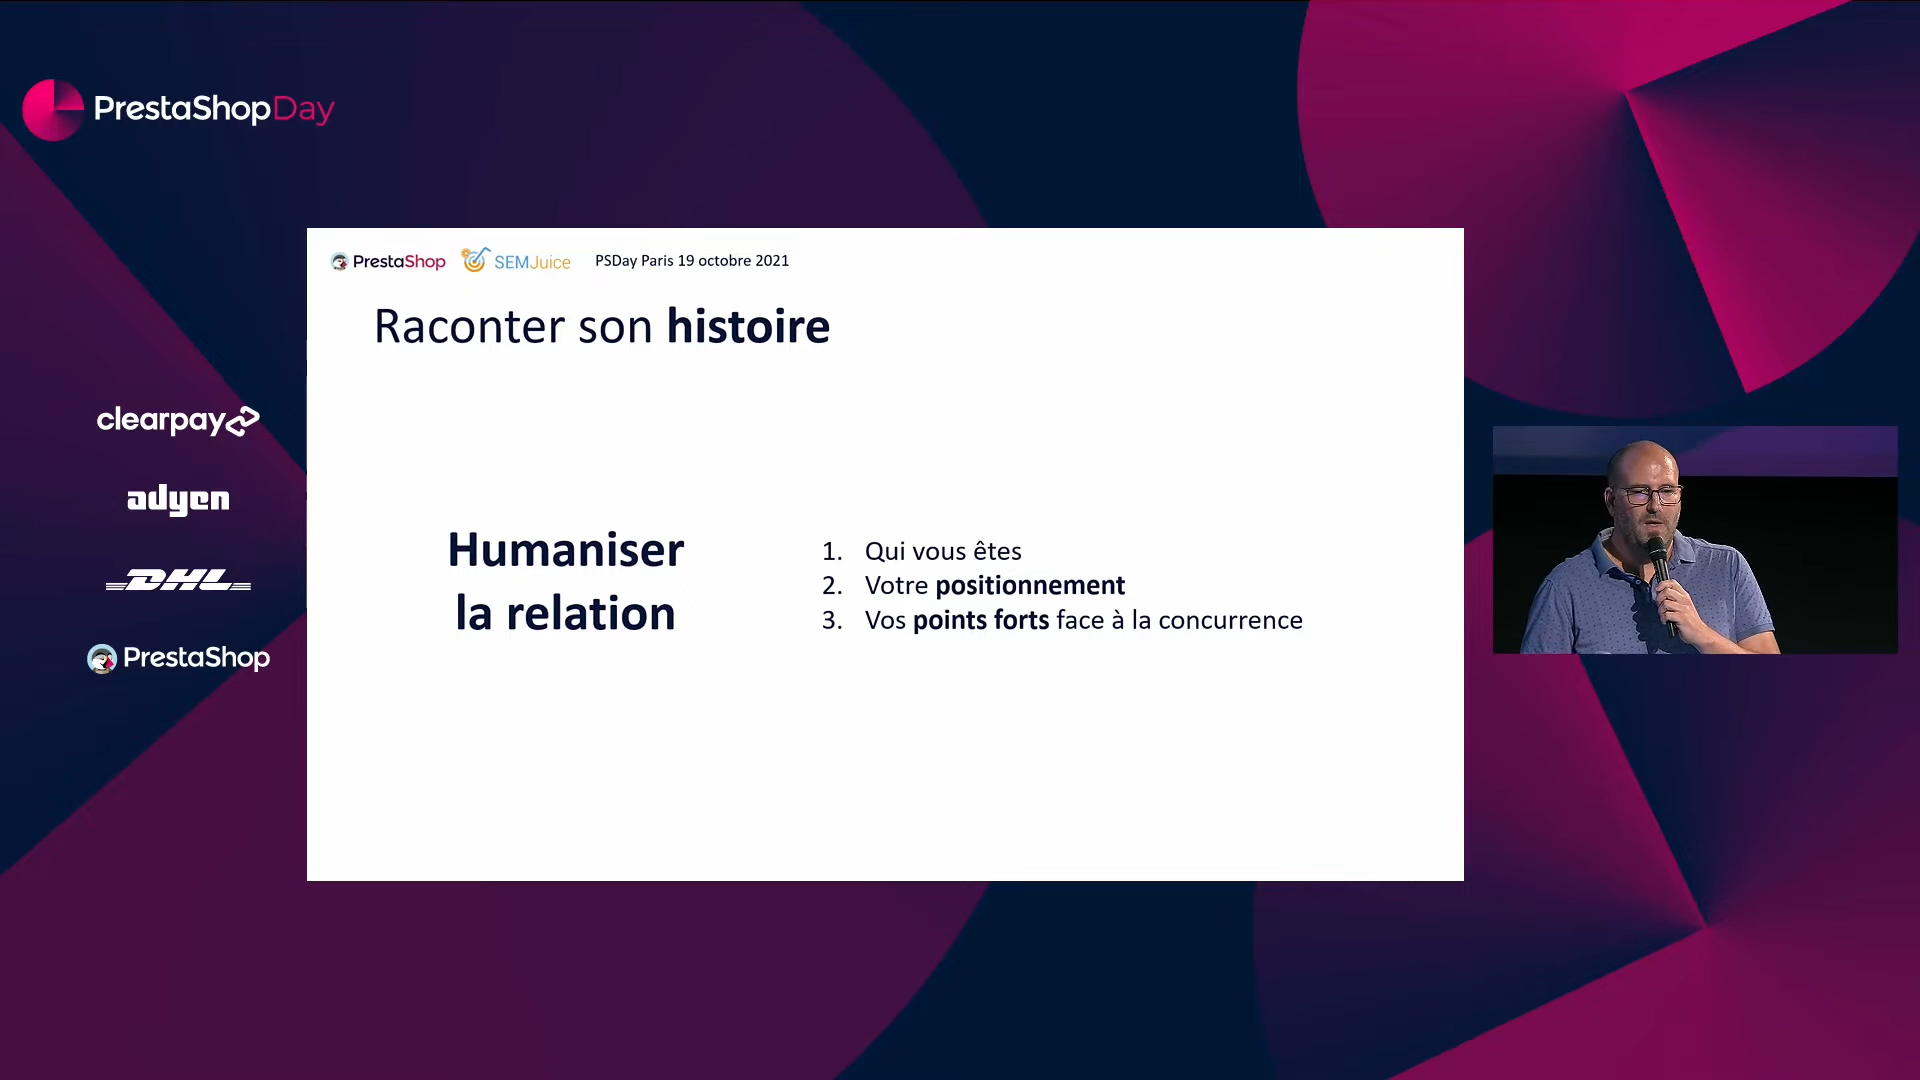 PrestaShopDay
PrestaShop SEMJuice PSDay Paris 19 octobre 2021
Raconter son histoire
clearpay
adyen
DHL
PrestaShop
Humaniser
la relation
1. Qui vous êtes
2. Votre positionnement
3. Vos points forts face à la concurrence